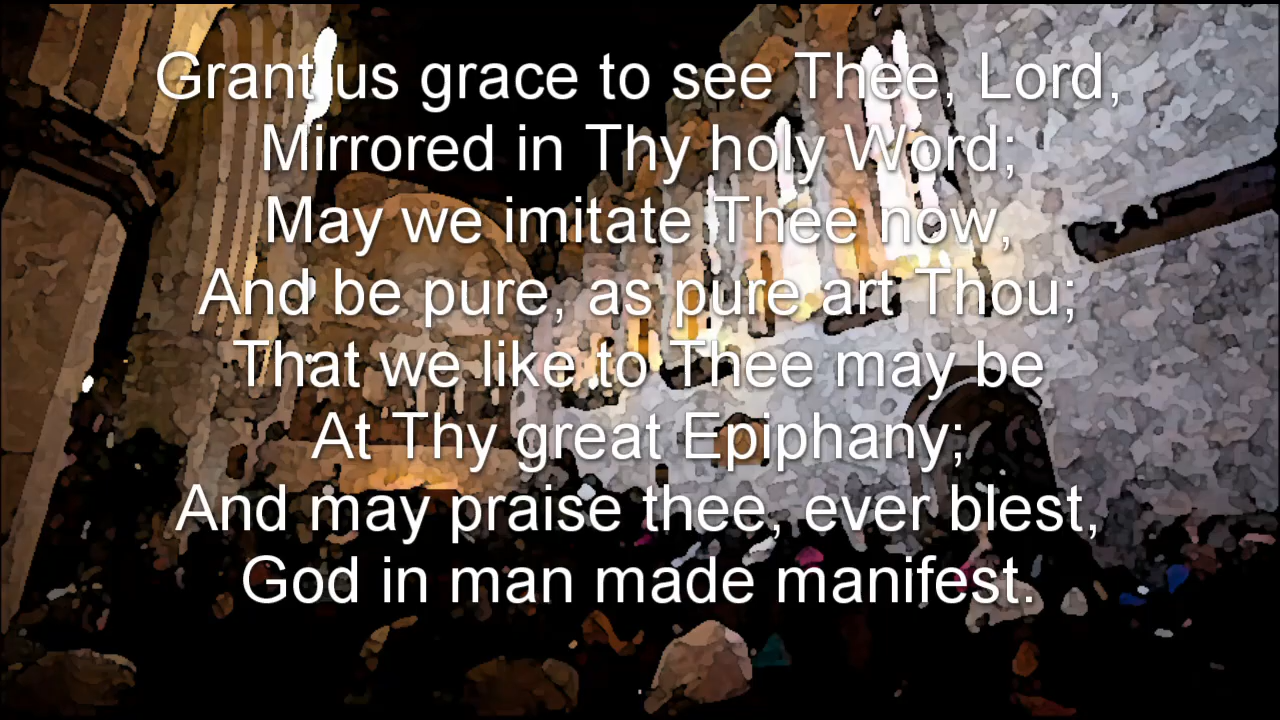 Grant us grace to see Thee, Lord,
Mirrored in Thy holy Word;
May we imitate Thee now,
And be pure, as pure art Thou;
That we like to Thee may be
At Thy great Epiphany;
And may praise thee, ever blest,
God in man made manifest.